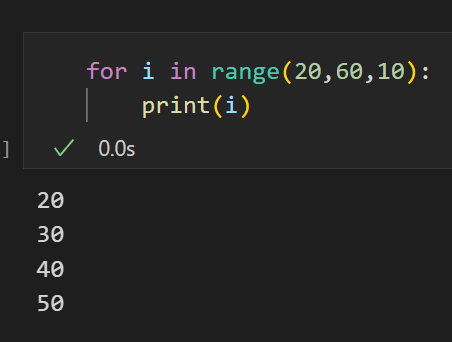 for i in range(20,60,10):
    print(i)
]
0.0s
20
30
40
50